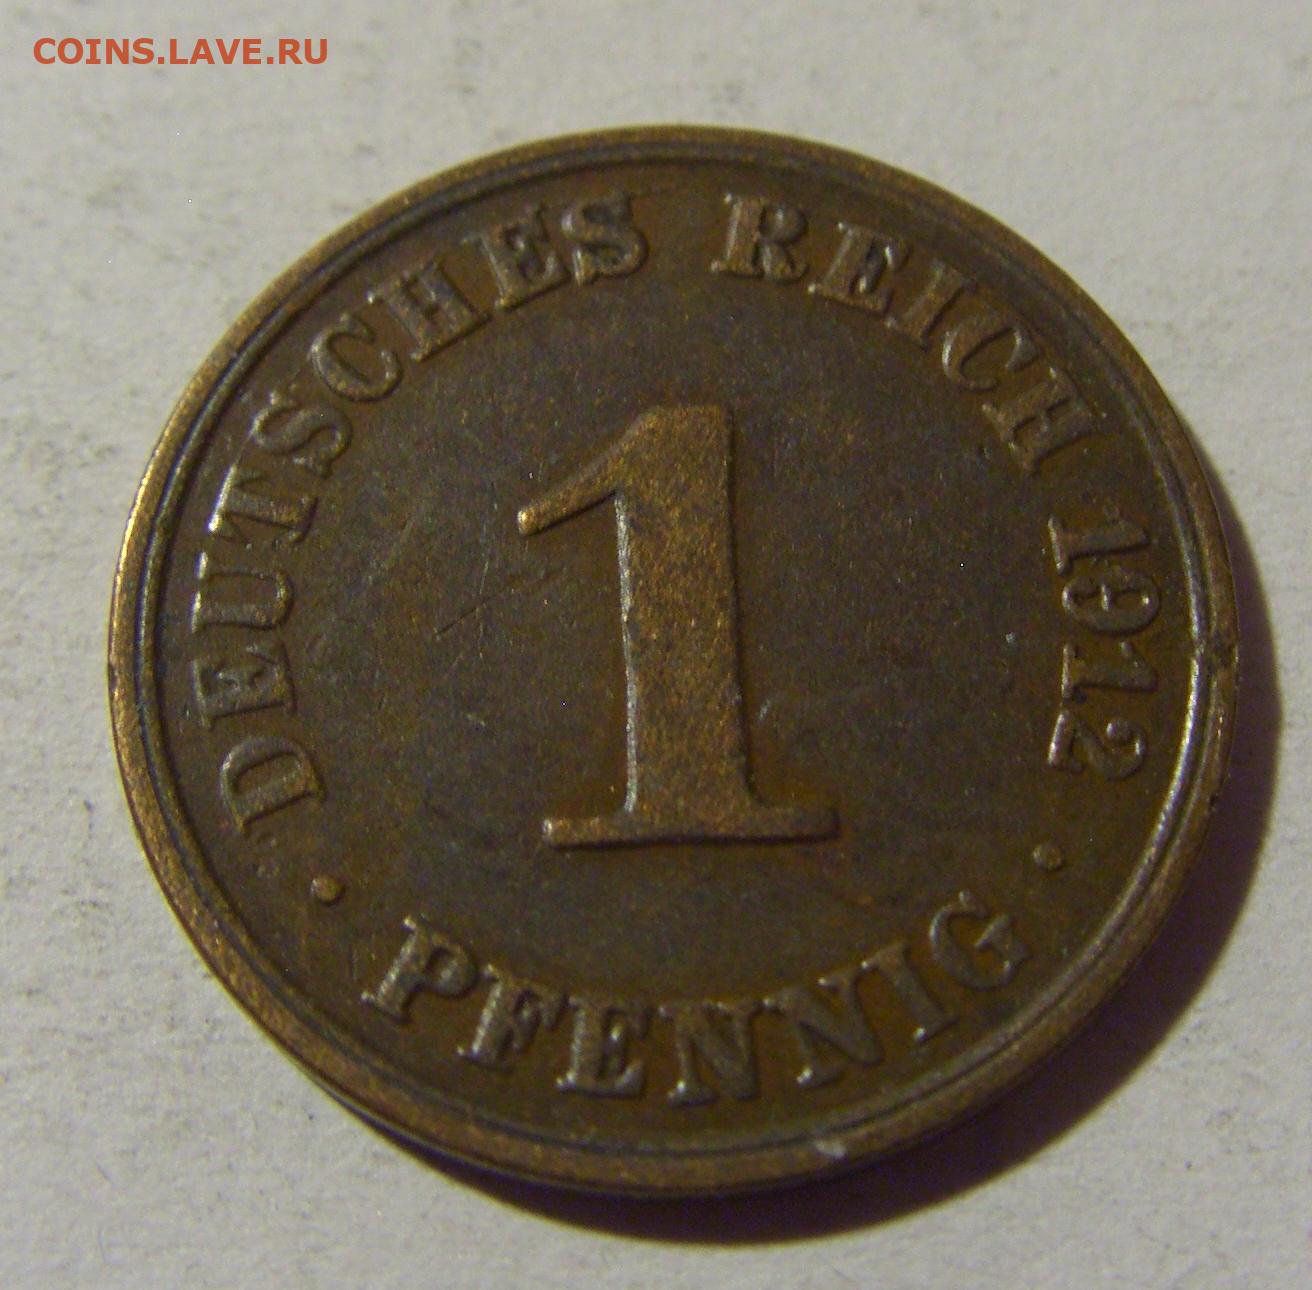 COINS.LAVE.RU
DEUTSCHES REICH 1912
1
PFENNIG